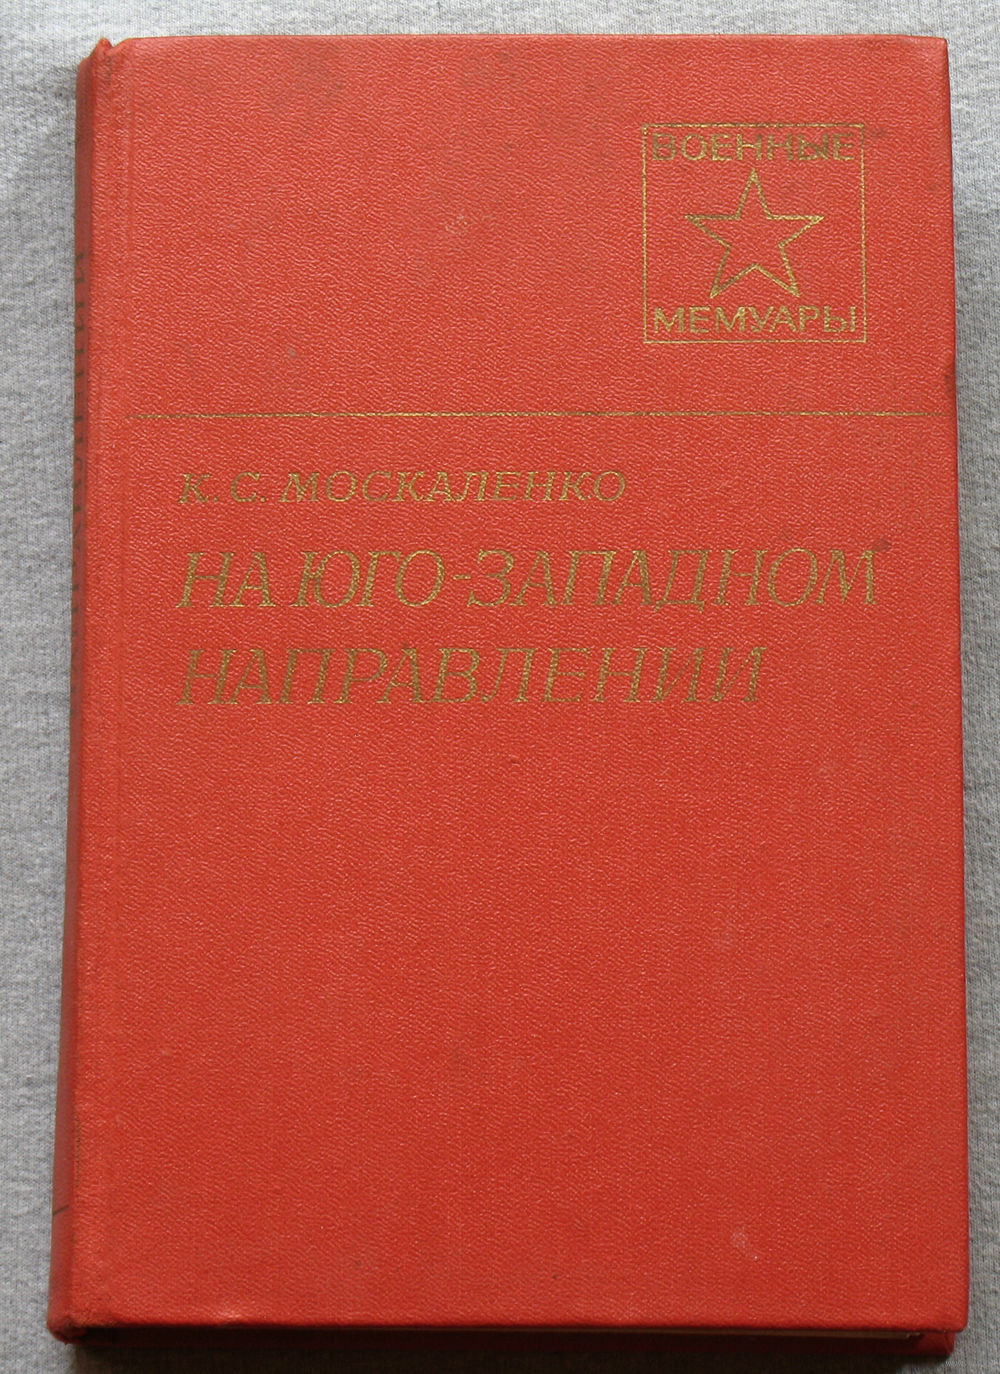 ВОЕННЫЕ
МЕМУАРЫ
К. С. МОСКАЛЕНКО
НА ЮГО-ЗАПАДНОМ
НАПРАВЛЕНИИ